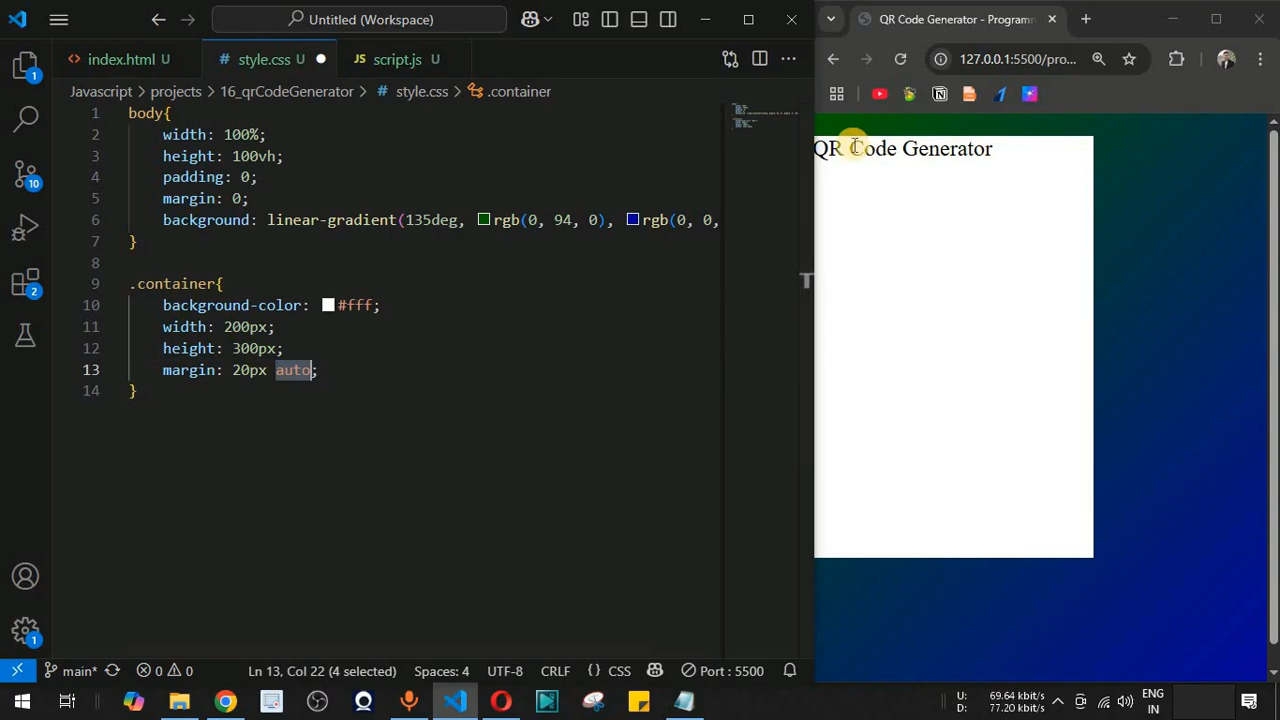 Untitled (Workspace)
index.html U
style.css U
script.js U
Javascript > projects > 16_qrCodeGenerator > style.css > .container
1 body{
2 width: 100%;
3 height: 100vh;
4 padding: 0;
5 margin: 0;
6 background: linear-gradient(135deg, rgb(0, 94, 0), rgb(0, 0,
7 }
8
9 .container{
10 background-color: #fff;
11 width: 200px;
12 height: 300px;
13 margin: 20px auto;
14 }
1
10
2
1
main*
0 0
Ln 13, Col 22 (4 selected)
Spaces: 4
UTF-8
CRLF
{ } CSS
Port : 5500
QR Code Generator - Programm
127.0.0.1:5500/pro...
QR Code Generator
U: 69.64 kbit/s
D: 77.20 kbit/s
ENG
IN